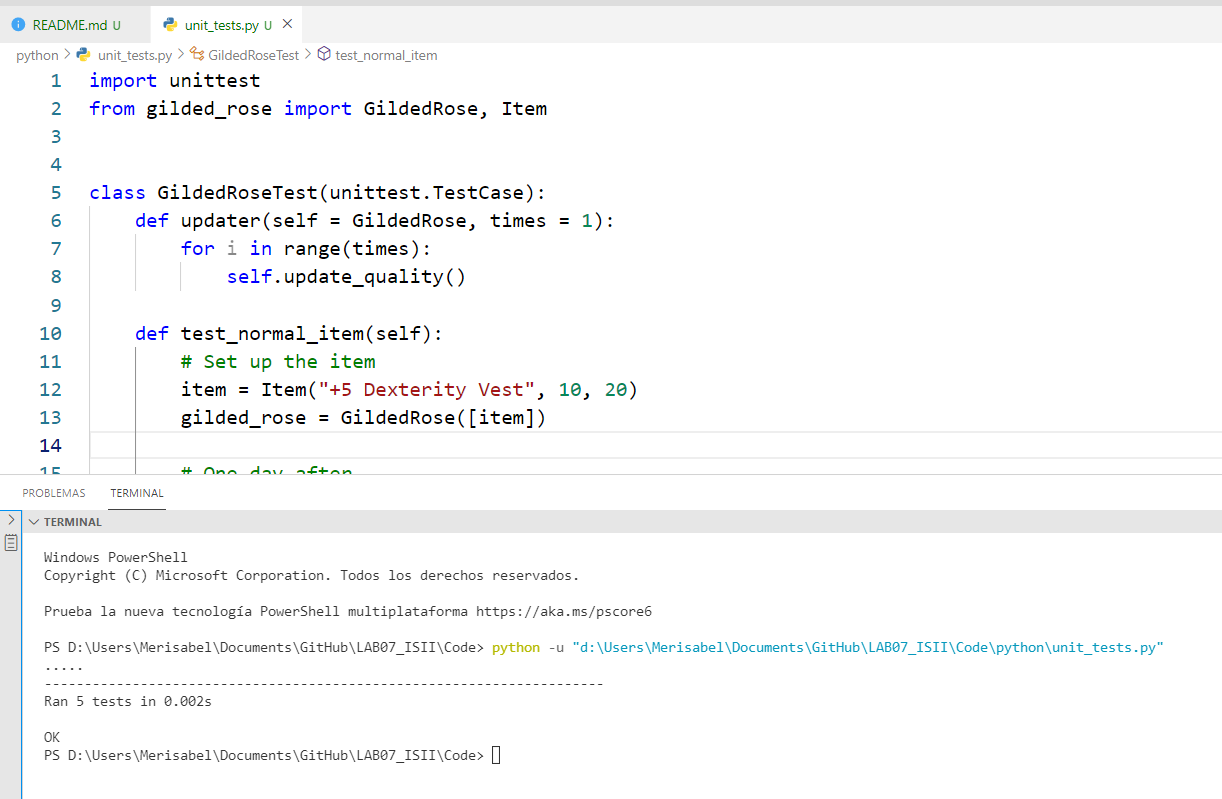 README.md U
unit_tests.py U
python > unit_tests.py > GildedRoseTest > test_normal_item
1 import unittest
2 from gilded_rose import GildedRose, Item
3
4
5 class GildedRoseTest(unittest.TestCase):
6     def updater(self = GildedRose, times = 1):
7         for i in range(times):
8             self.update_quality()
9
10     def test_normal_item(self):
11         # Set up the item
12         item = Item("+5 Dexterity Vest", 10, 20)
13         gilded_rose = GildedRose([item])
14
15         # One day after
PROBLEMAS TERMINAL
TERMINAL
Windows PowerShell
Copyright (C) Microsoft Corporation. Todos los derechos reservados.
Prueba la nueva tecnología PowerShell multiplataforma https://aka.ms/pscore6
PS D:\Users\Merisabel\Documents\GitHub\LAB07_ISII\Code> python -u "d:\Users\Merisabel\Documents\GitHub\LAB07_ISII\Code\python\unit_tests.py"
.....
----------------------------------------------------------------------
Ran 5 tests in 0.002s
OK
PS D:\Users\Merisabel\Documents\GitHub\LAB07_ISII\Code>